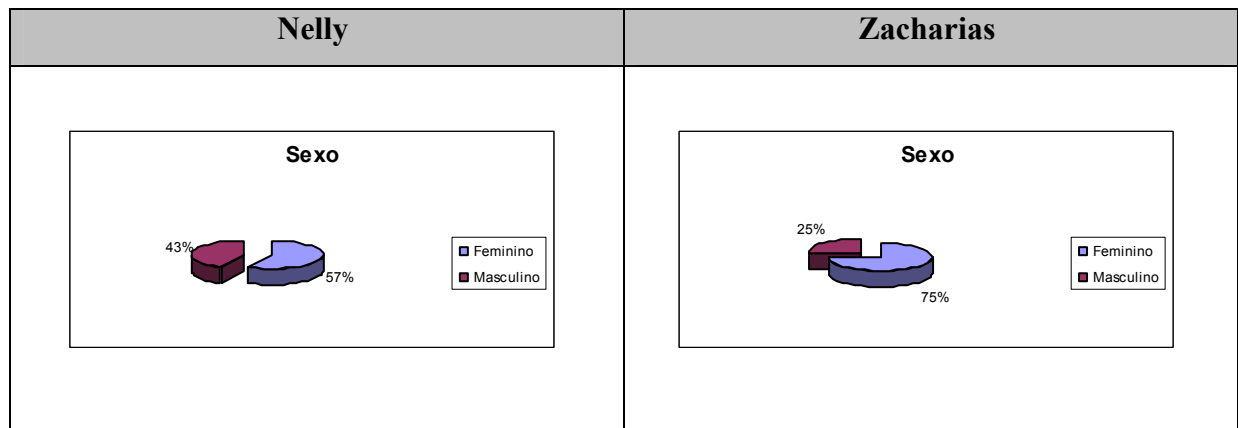 Nelly
Zacharias
Sexo
43%
57%
Feminino
Masculino
Sexo
25%
75%
Feminino
Masculino